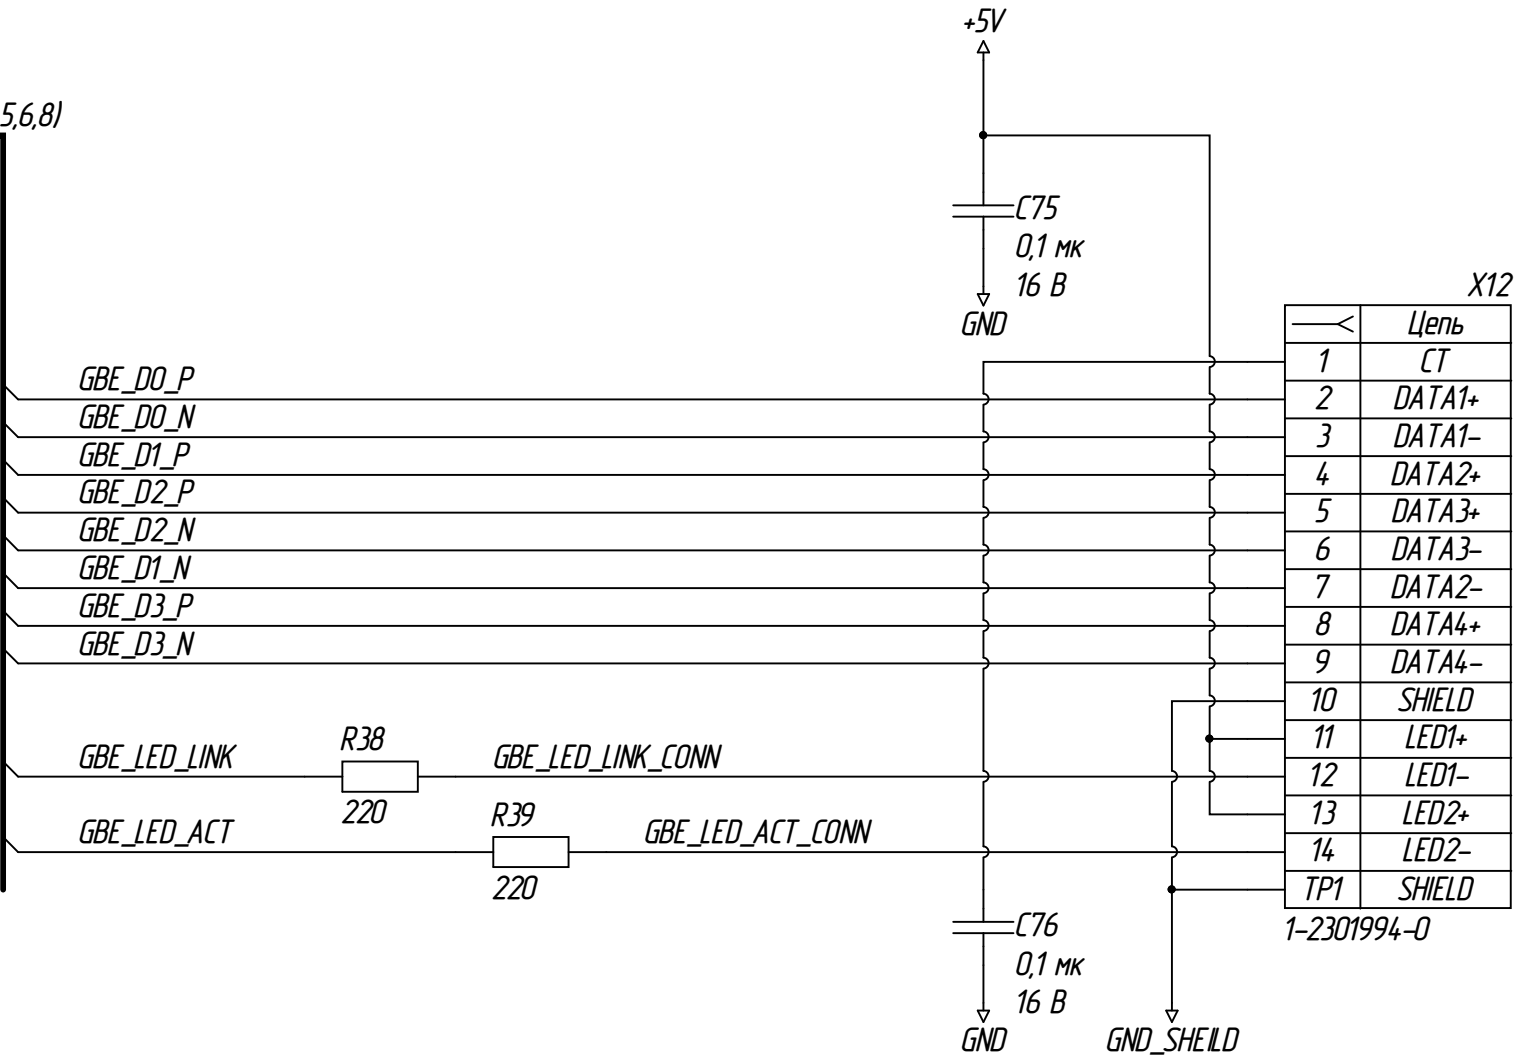 +5V
5,6,8)
C75
0,1 мк
16 В
GND
X12
Цепь
1 CT
GBE_D0_P
2 DATA1+
GBE_D0_N
3 DATA1-
GBE_D1_P
4 DATA2+
GBE_D2_P
5 DATA3+
GBE_D2_N
6 DATA3-
GBE_D1_N
7 DATA2-
GBE_D3_P
8 DATA4+
GBE_D3_N
9 DATA4-
10 SHIELD
R38
11 LED1+
GBE_LED_LINK GBE_LED_LINK_CONN
12 LED1-
220
R39
13 LED2+
GBE_LED_ACT GBE_LED_ACT_CONN
14 LED2-
220
TP1 SHIELD
1-2301994-0
C76
0,1 мк
16 В
GND
GND_SHEILD